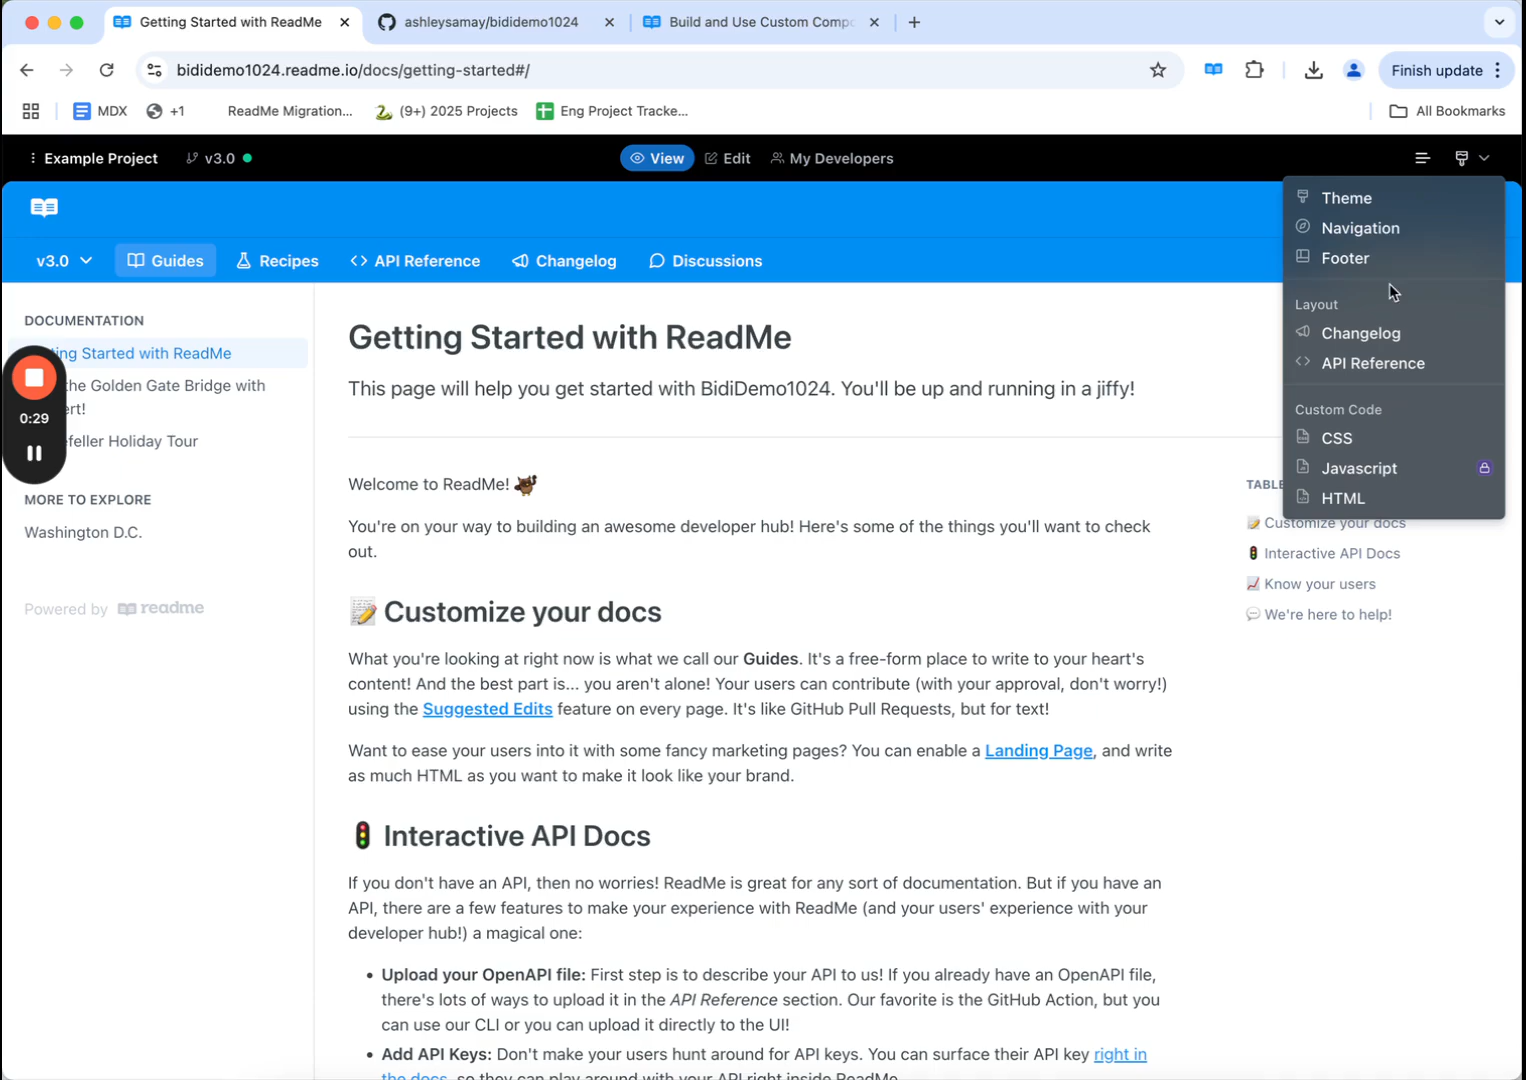 Getting Started with ReadMe
ashleysamay/bididemo1024
Build and Use Custom Compo
bididemo1024.readme.io/docs/getting-started#/
Finish update
MDX
+1
ReadMe Migration...
(9+) 2025 Projects
Eng Project Tracke...
All Bookmarks
Example Project
v3.0
View
Edit
My Developers
Theme
Navigation
Footer
Layout
Changelog
API Reference
Custom Code
CSS
Javascript
HTML
v3.0
Guides
Recipes
API Reference
Changelog
Discussions
DOCUMENTATION
ting Started with ReadMe
the Golden Gate Bridge with
ert!
efeller Holiday Tour
MORE TO EXPLORE
Washington D.C.
Powered by readme
0:29
Getting Started with ReadMe
This page will help you get started with BidiDemo1024. You'll be up and running in a jiffy!
Welcome to ReadMe!
You're on your way to building an awesome developer hub! Here's some of the things you'll want to check
out.
Customize your docs
What you're looking at right now is what we call our Guides. It's a free-form place to write to your heart's
content! And the best part is... you aren't alone! Your users can contribute (with your approval, don't worry!)
using the Suggested Edits feature on every page. It's like GitHub Pull Requests, but for text!
Want to ease your users into it with some fancy marketing pages? You can enable a Landing Page, and write
as much HTML as you want to make it look like your brand.
Interactive API Docs
If you don't have an API, then no worries! ReadMe is great for any sort of documentation. But if you have an
API, there are a few features to make your experience with ReadMe (and your users' experience with your
developer hub!) a magical one:
• Upload your OpenAPI file: First step is to describe your API to us! If you already have an OpenAPI file,
there's lots of ways to upload it in the API Reference section. Our favorite is the GitHub Action, but you
can use our CLI or you can upload it directly to the UI!
• Add API Keys: Don't make your users hunt around for API keys. You can surface their API key right in
the docs, so they can play around with your API right inside ReadMe.
TABLE
Customize your docs
Interactive API Docs
Know your users
We're here to help!